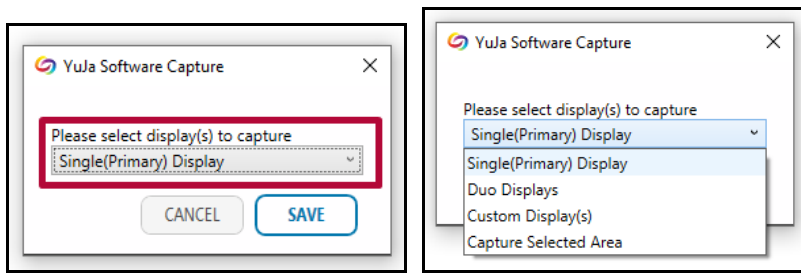 YuJa Software Capture
Please select display(s) to capture
Single(Primary) Display
CANCEL SAVE
YuJa Software Capture
Please select display(s) to capture
Single(Primary) Display
Single(Primary) Display
Duo Displays
Custom Display(s)
Capture Selected Area